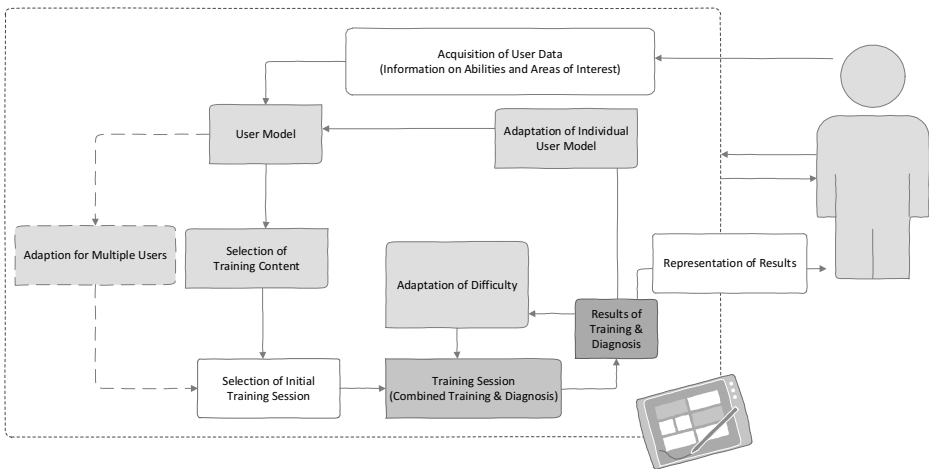 Acquisition of User Data
(Information on Abilities and Areas of Interest)
User Model
Adaptation of Individual
User Model
Adaption for Multiple Users
Selection of
Training Content
Adaptation of Difficulty
Representation of Results
Results of
Training &
Diagnosis
Selection of Initial
Training Session
Training Session
(Combined Training & Diagnosis)